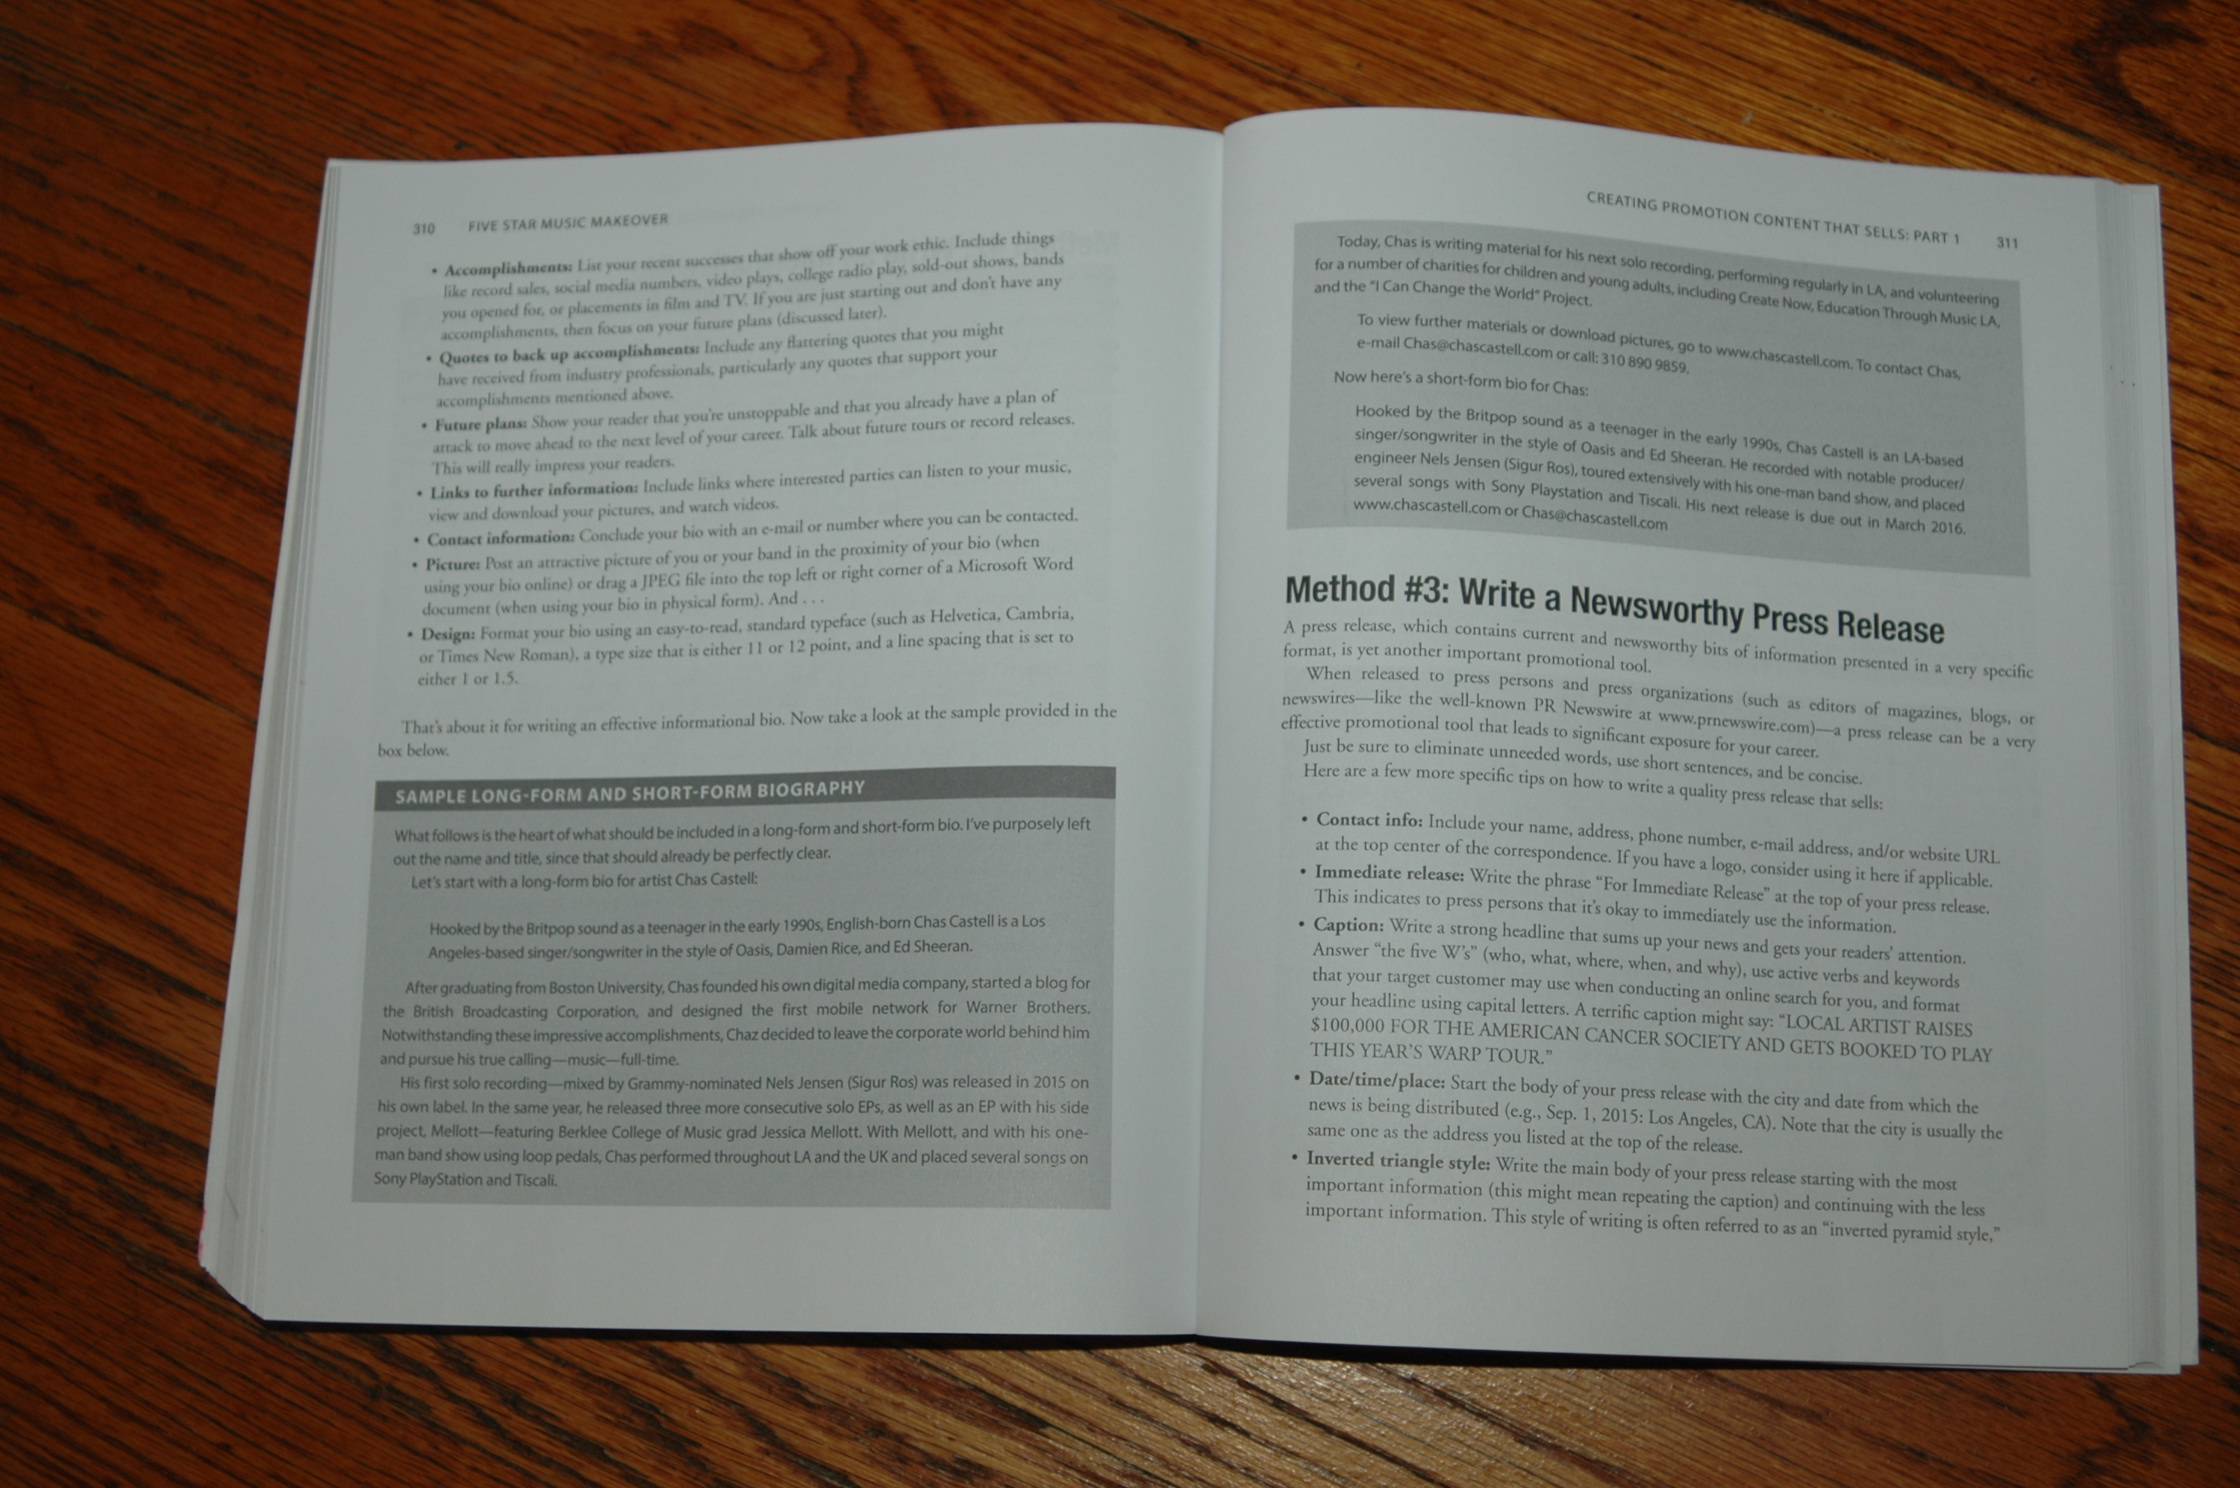 310 FIVE STAR MUSIC MAKEOVER
• Accomplishments: List your recent successes that show off your work ethic. Include things
like record sales, social media numbers, video plays, college radio play, sold-out shows, bands
you opened for, or placements in film and TV. If you are just starting out and don't have any
accomplishments, then focus on your future plans (discussed later).
• Quotes to back up accomplishments: Include any flattering quotes that you might
have received from industry professionals, particularly any quotes that support your
accomplishments mentioned above.
• Future plans: Show your reader that you're unstoppable and that you already have a plan of
attack to move ahead to the next level of your career. Talk about future tours or record releases.
This will really impress your readers.
• Links to further information: Include links where interested parties can listen to your music,
view and download your pictures, and watch videos.
• Contact information: Conclude your bio with an e-mail or number where you can be contacted.
• Picture: Post an attractive picture of you or your band in the proximity of your bio (when
using your bio online) or drag a JPEG file into the top left or right corner of a Microsoft Word
document (when using your bio in physical form). And . . .
• Design: Format your bio using an easy-to-read, standard typeface (such as Helvetica, Cambria,
or Times New Roman), a type size that is either 11 or 12 point, and a line spacing that is set to
either 1 or 1.5.
That's about it for writing an effective informational bio. Now take a look at the sample provided in the
box below.
SAMPLE LONG-FORM AND SHORT-FORM BIOGRAPHY
What follows is the heart of what should be included in a long-form and short-form bio. I've purposely left
out the name and title, since that should already be perfectly clear.
Let's start with a long-form bio for artist Chas Castell:
Hooked by the Britpop sound as a teenager in the early 1990s, English-born Chas Castell is a Los
Angeles-based singer/songwriter in the style of Oasis, Damien Rice, and Ed Sheeran.
After graduating from Boston University, Chas founded his own digital media company, started a blog for
the British Broadcasting Corporation, and designed the first mobile network for Warner Brothers.
Notwithstanding these impressive accomplishments, Chaz decided to leave the corporate world behind him
and pursue his true calling—music—full-time.
His first solo recording—mixed by Grammy-nominated Nels Jensen (Sigur Ros) was released in 2015 on
his own label. In the same year, he released three more consecutive solo EPs, as well as an EP with his side
project, Mellott—featuring Berklee College of Music grad Jessica Mellott. With Mellott, and with his one-
man band show using loop pedals, Chas performed throughout LA and the UK and placed several songs on
Sony PlayStation and Tiscali.
CREATING PROMOTION CONTENT THAT SELLS: PART 1 311
Today, Chas is writing material for his next solo recording, performing regularly in LA, and volunteering
for a number of charities for children and young adults, including Create Now, Education Through Music LA,
and the "I Can Change the World" Project.
To view further materials or download pictures, go to www.chascastell.com. To contact Chas,
e-mail Chas@chascastell.com or call: 310 890 9859.
Now here's a short-form bio for Chas:
Hooked by the Britpop sound as a teenager in the early 1990s, Chas Castell is an LA-based
singer/songwriter in the style of Oasis and Ed Sheeran. He recorded with notable producer/
engineer Nels Jensen (Sigur Ros), toured extensively with his one-man band show, and placed
several songs with Sony Playstation and Tiscali. His next release is due out in March 2016.
www.chascastell.com or Chas@chascastell.com
Method #3: Write a Newsworthy Press Release
A press release, which contains current and newsworthy bits of information presented in a very specific
format, is yet another important promotional tool.
When released to press persons and press organizations (such as editors of magazines, blogs, or
newswires—like the well-known PR Newswire at www.prnewswire.com)—a press release can be a very
effective promotional tool that leads to significant exposure for your career.
Just be sure to eliminate unneeded words, use short sentences, and be concise.
Here are a few more specific tips on how to write a quality press release that sells:
• Contact info: Include your name, address, phone number, e-mail address, and/or website URL
at the top center of the correspondence. If you have a logo, consider using it here if applicable.
• Immediate release: Write the phrase "For Immediate Release" at the top of your press release.
This indicates to press persons that it's okay to immediately use the information.
• Caption: Write a strong headline that sums up your news and gets your readers' attention.
Answer "the five W's" (who, what, where, when, and why), use active verbs and keywords
that your target customer may use when conducting an online search for you, and format
your headline using capital letters. A terrific caption might say: "LOCAL ARTIST RAISES
$100,000 FOR THE AMERICAN CANCER SOCIETY AND GETS BOOKED TO PLAY
THIS YEAR'S WARP TOUR."
• Date/time/place: Start the body of your press release with the city and date from which the
news is being distributed (e.g., Sep. 1, 2015: Los Angeles, CA). Note that the city is usually the
same one as the address you listed at the top of the release.
• Inverted triangle style: Write the main body of your press release starting with the most
important information (this might mean repeating the caption) and continuing with the less
important information. This style of writing is often referred to as an "inverted pyramid style,"